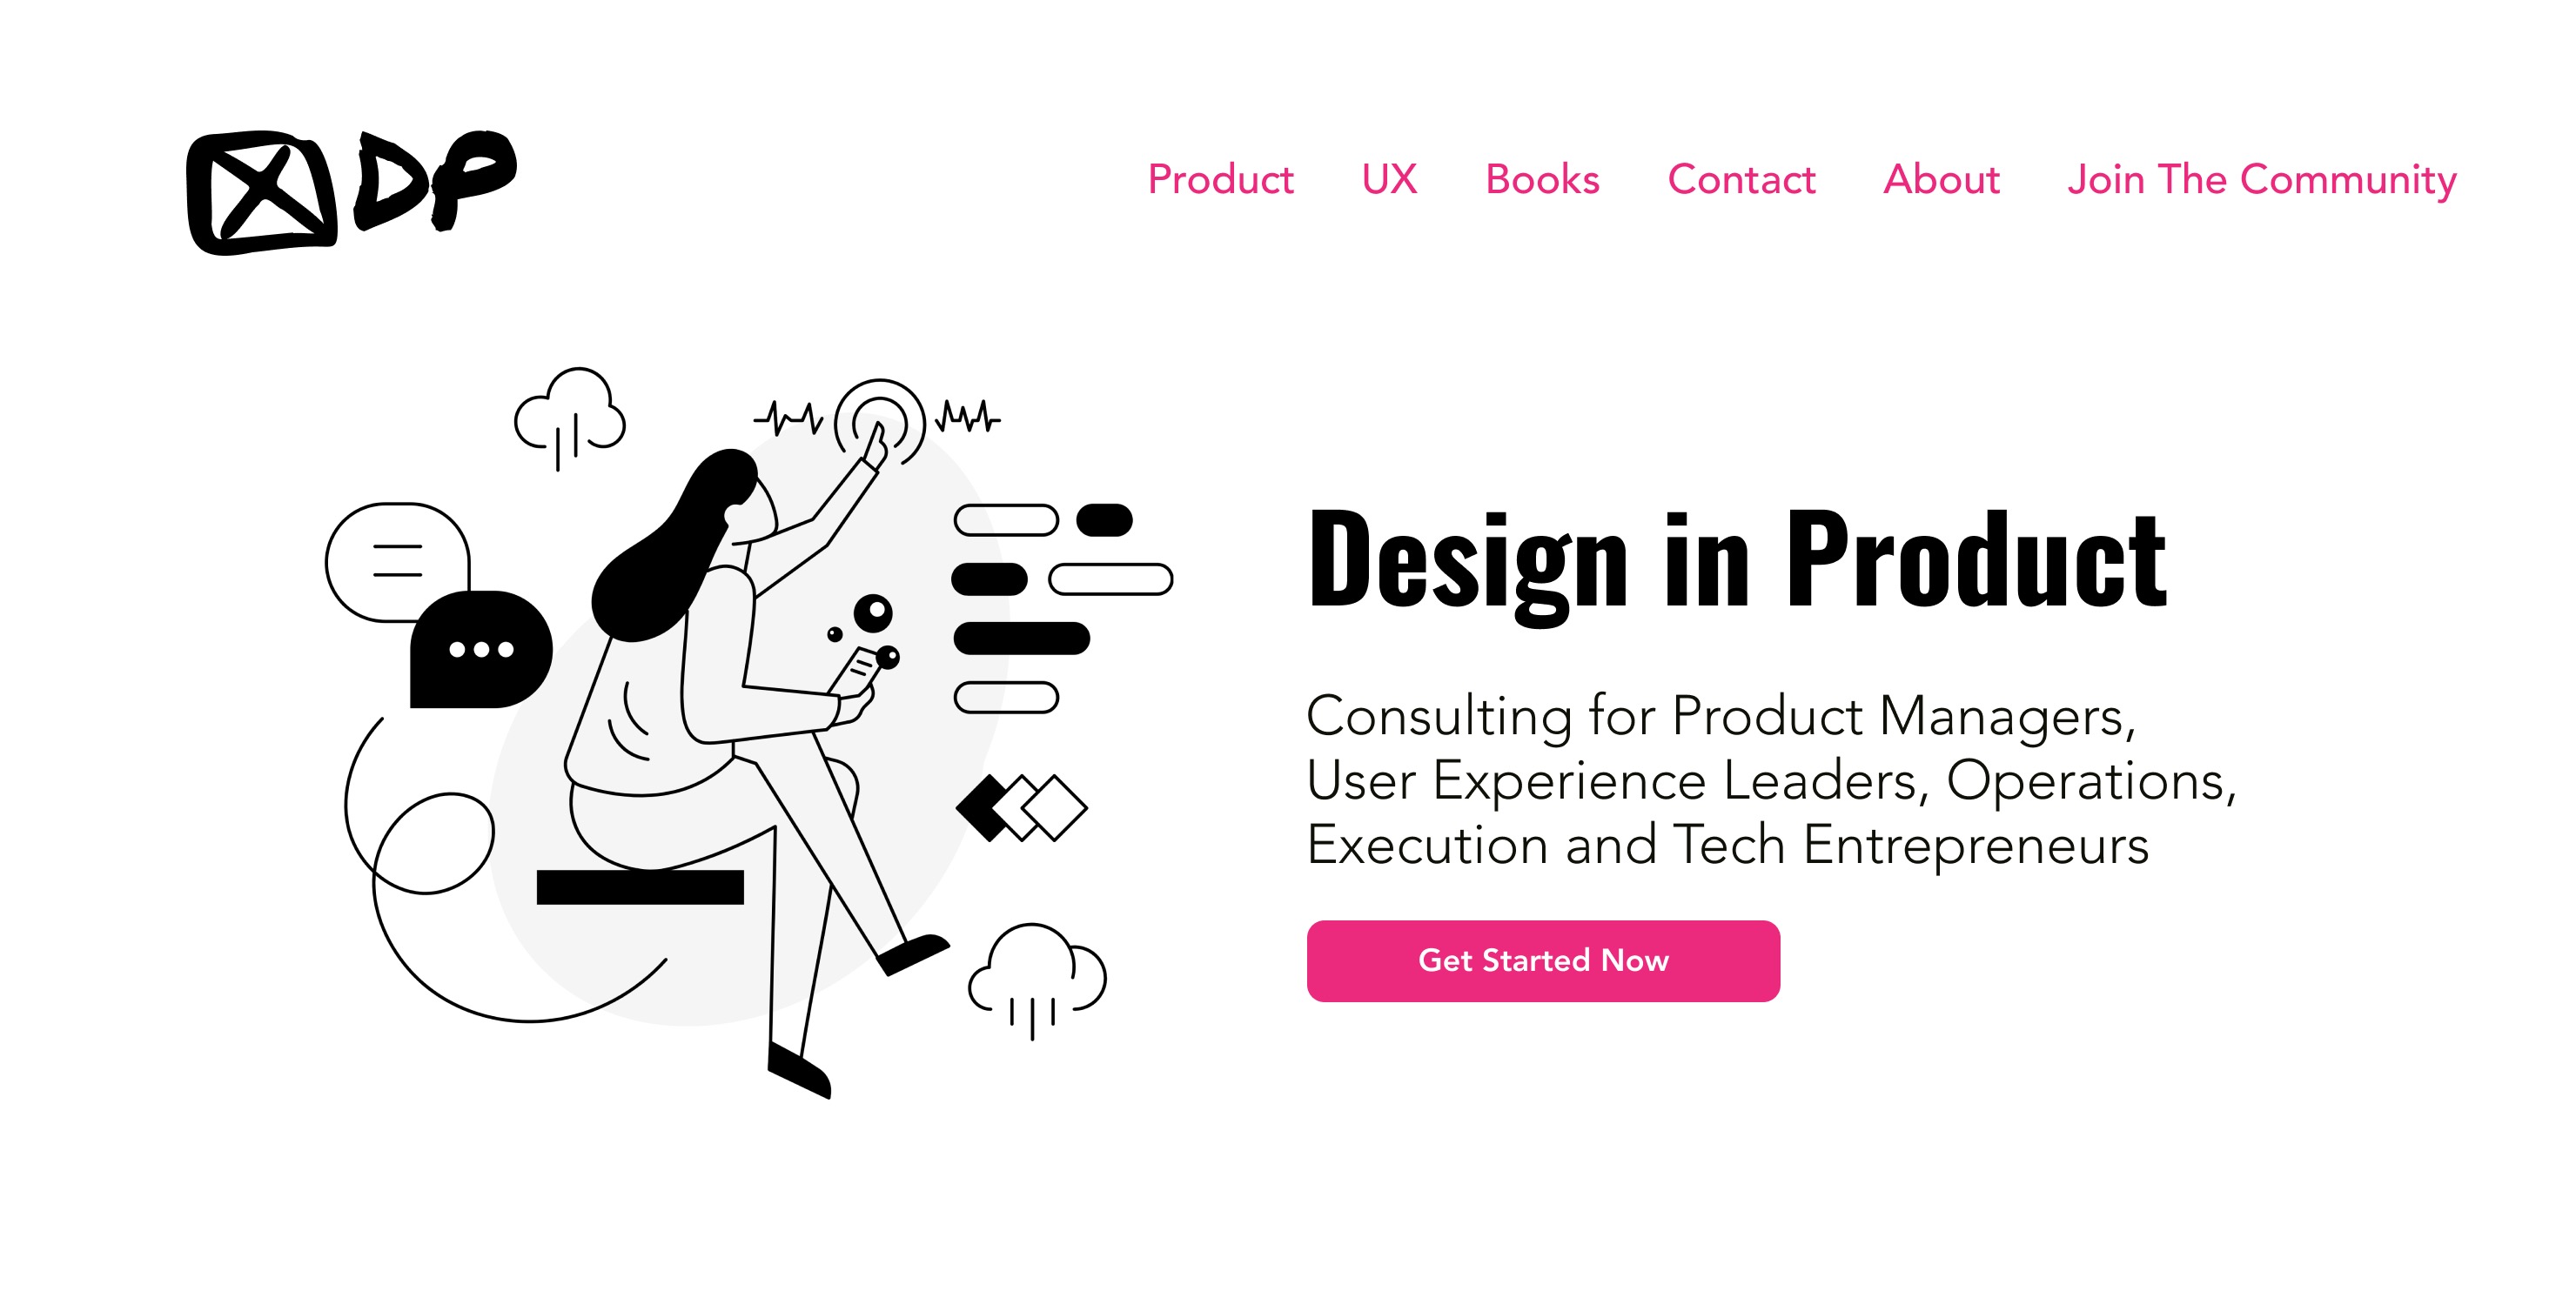 DP
Product UX Books Contact About Join The Community
Design in Product
Consulting for Product Managers,
User Experience Leaders, Operations,
Execution and Tech Entrepreneurs
Get Started Now